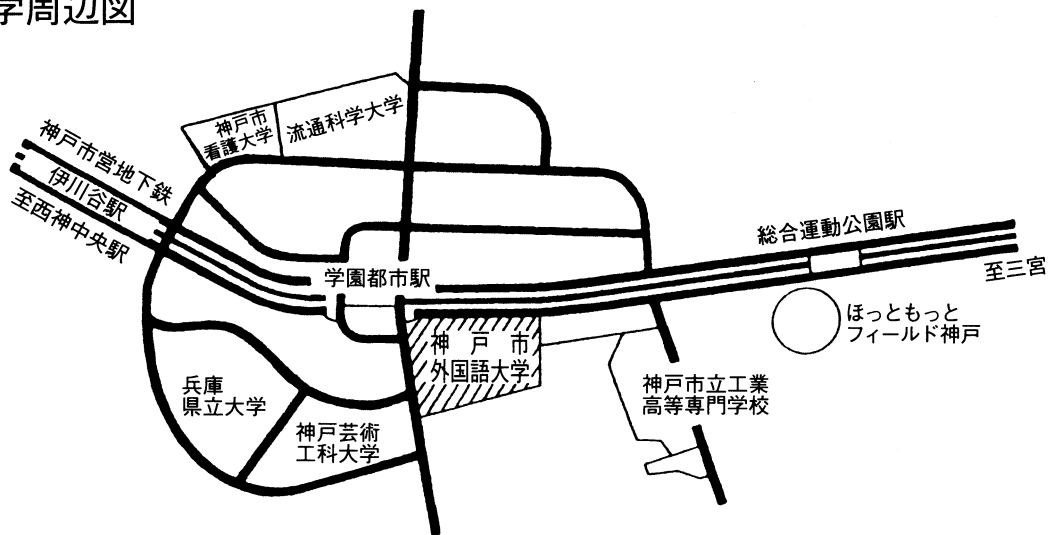 学周辺図
神戸市
看護大学
流通科学大学
神戸市営地下鉄
伊川谷駅
至西神中央駅
学園都市駅
総合運動公園駅
至三宮
ほっともっと
フィールド神戸
神戸市
外国語大学
兵庫
県立大学
神戸芸術
工科大学
神戸市立工業
高等専門学校